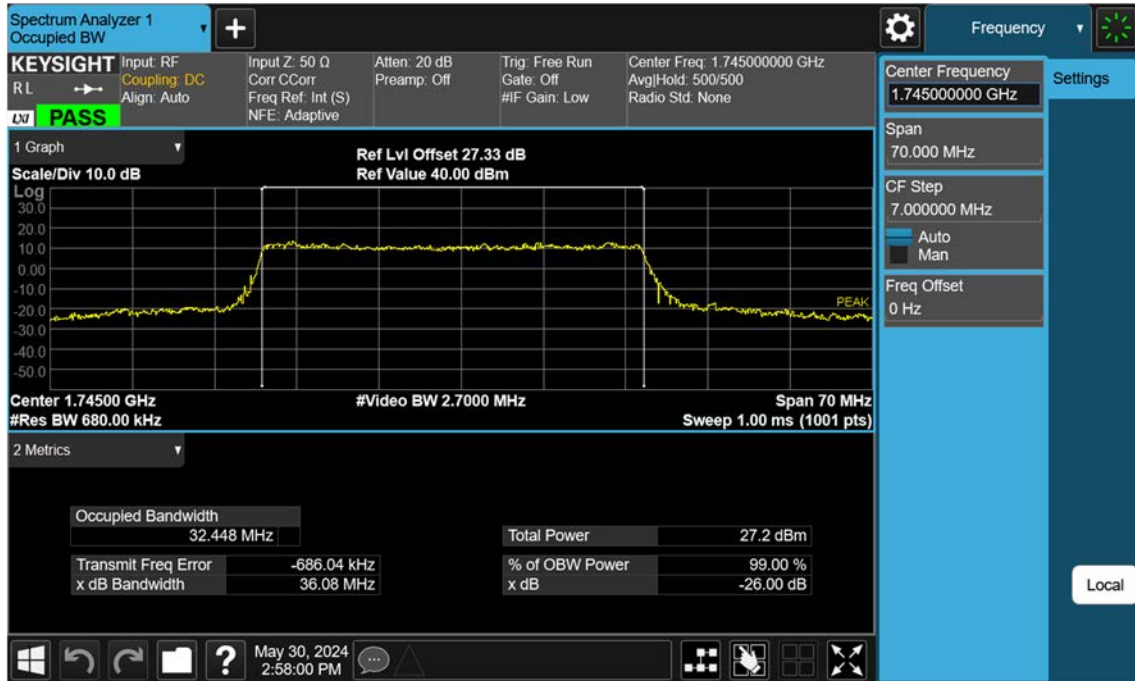 Spectrum Analyzer 1
Occupied BW
Frequency
KEYSIGHT
R L
LXI PASS
Input: RF
Coupling: DC
Align: Auto
Input Z: 50 Ω
Corr CCorr
Freq Ref: Int (S)
NFE: Adaptive
Atten: 20 dB
Preamp: Off
Trig: Free Run
Gate: Off
#IF Gain: Low
Center Freq: 1.745000000 GHz
Avg|Hold: 500/500
Radio Std: None
Center Frequency
1.745000000 GHz
Settings
Span
70.000 MHz
CF Step
7.000000 MHz
Auto
Man
Freq Offset
0 Hz
Local
1 Graph
Scale/Div 10.0 dB
Ref Lvl Offset 27.33 dB
Ref Value 40.00 dBm
Log
30.0
20.0
10.0
0.00
-10.0
-20.0
-30.0
-40.0
-50.0
PEAK
Center 1.74500 GHz
#Video BW 2.7000 MHz
Span 70 MHz
#Res BW 680.00 kHz
Sweep 1.00 ms (1001 pts)
2 Metrics
Occupied Bandwidth
32.448 MHz
Total Power 27.2 dBm
Transmit Freq Error -686.04 kHz
% of OBW Power 99.00 %
x dB Bandwidth 36.08 MHz
x dB -26.00 dB
?
May 30, 2024
2:58:00 PM